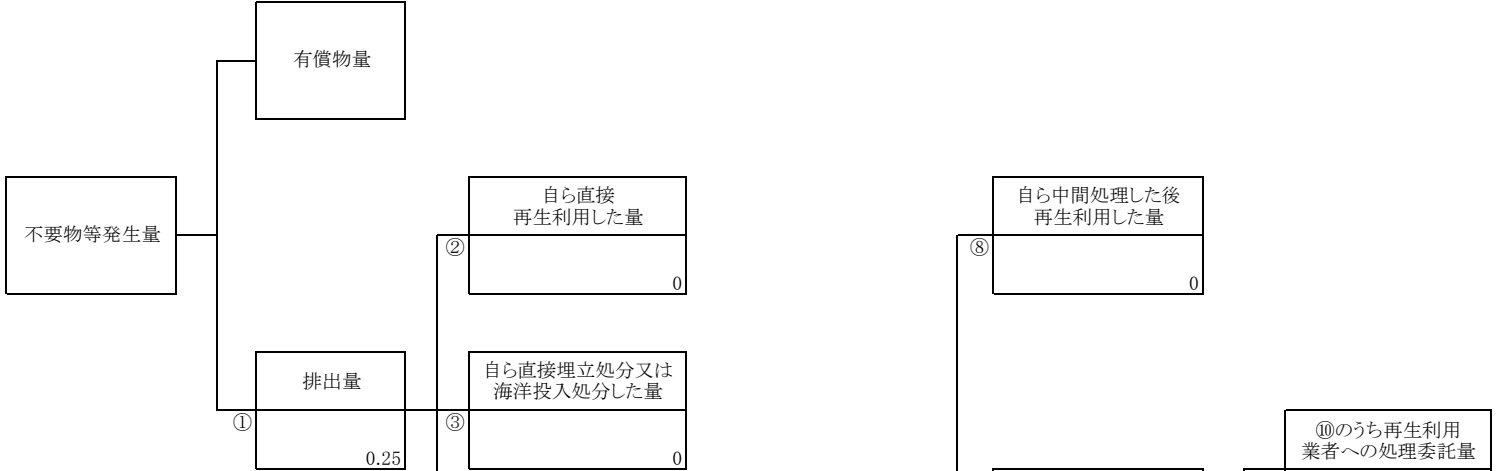 有償物量
不要物等発生量
自ら直接
再生利用した量
②
0
自ら中間処理した後
再生利用した量
⑧
0
排出量
①
0.25
自ら直接埋立処分又は
海洋投入処分した量
③
0
⑩のうち再生利用
業者への処理委託量